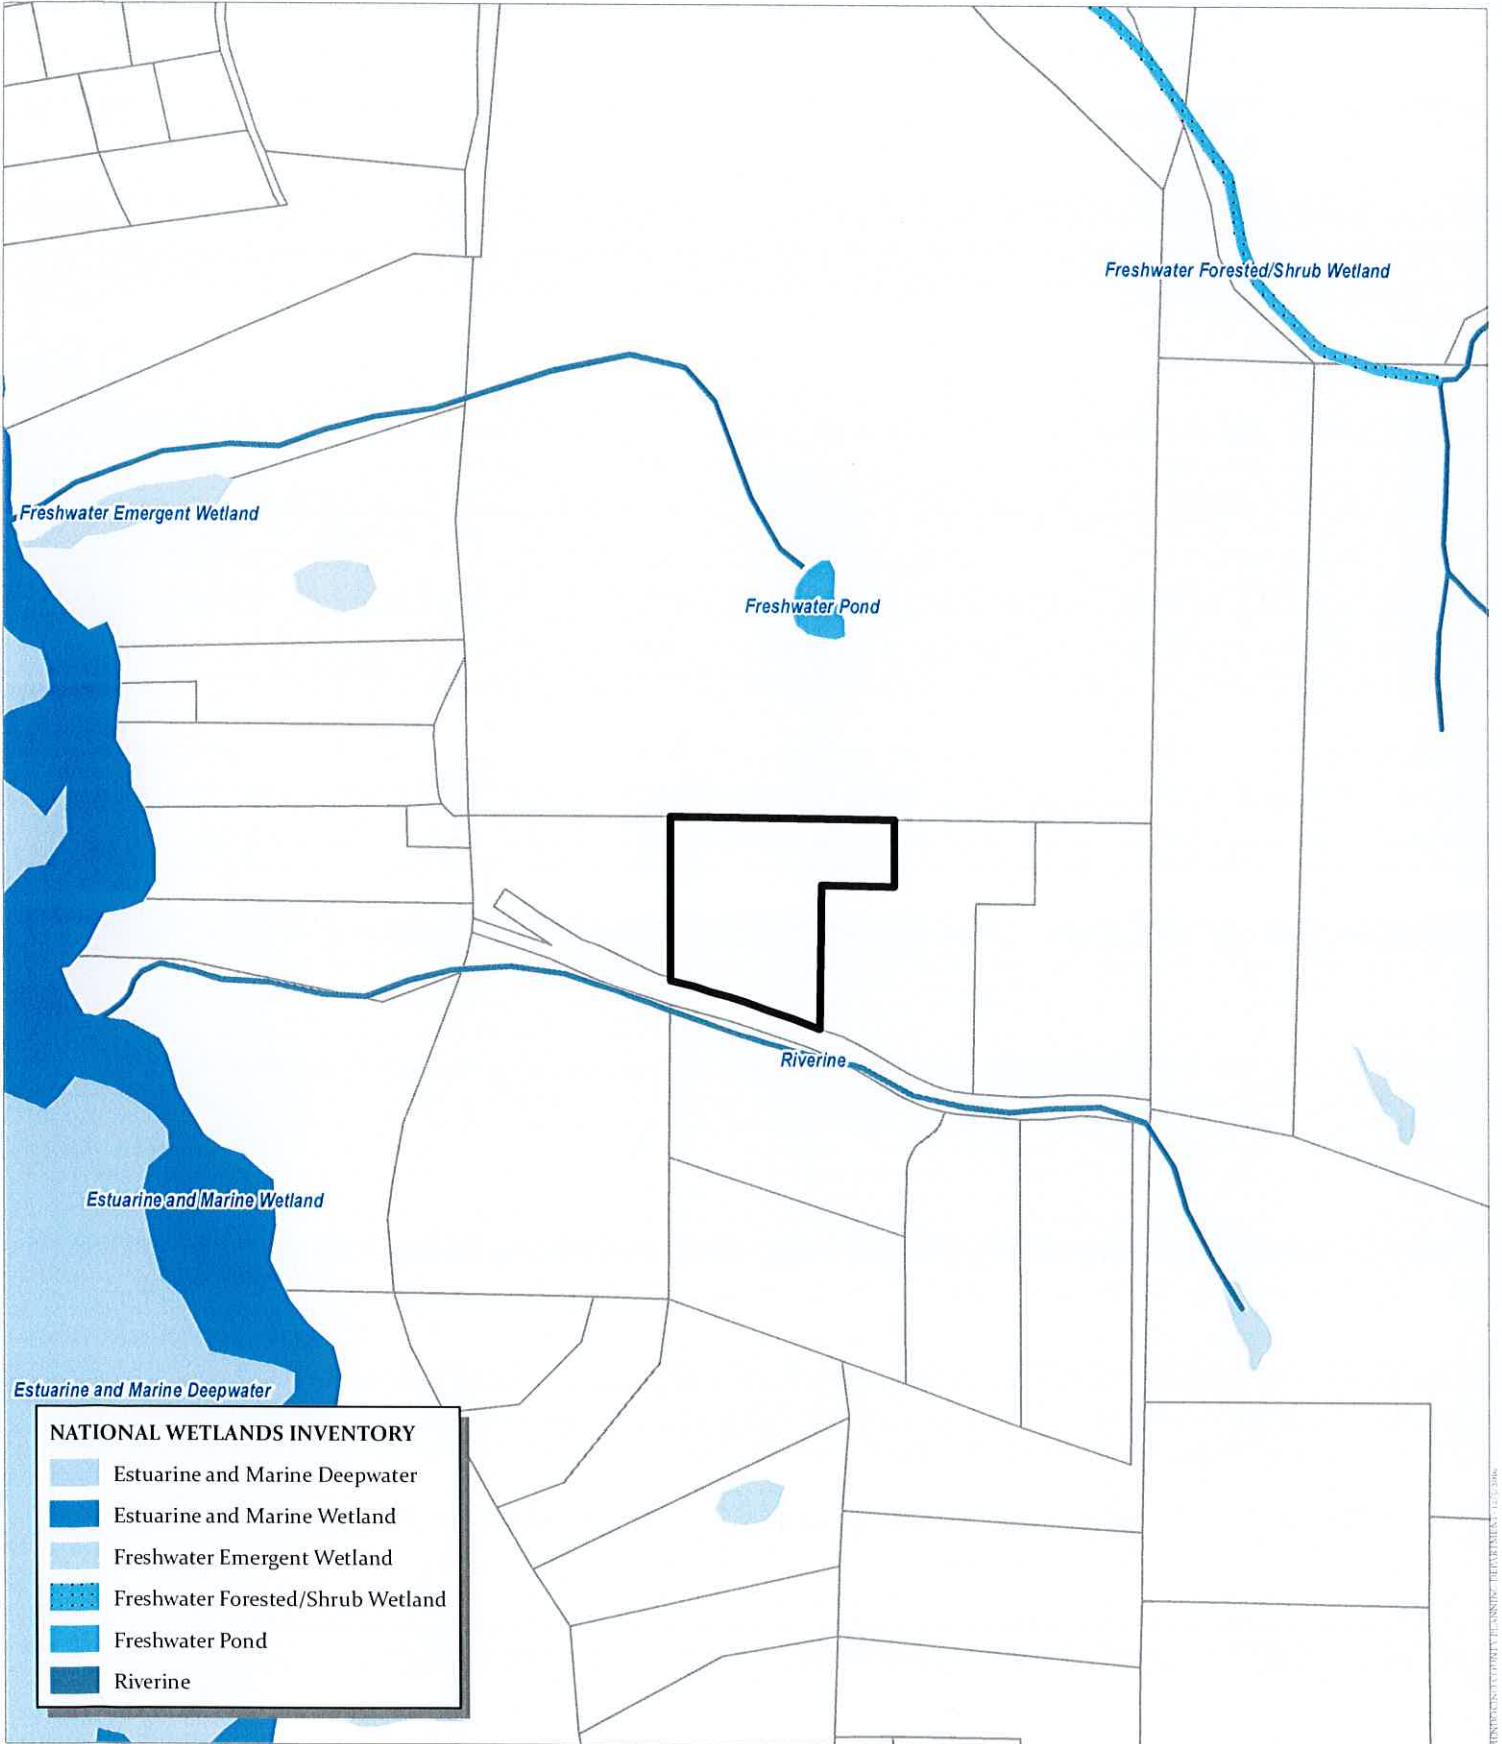 Freshwater Forested/Shrub Wetland
Freshwater Emergent Wetland
Freshwater Pond
Riverine
Estuarine and Marine Wetland
Estuarine and Marine Deepwater
NATIONAL WETLANDS INVENTORY
Estuarine and Marine Deepwater
Estuarine and Marine Wetland
Freshwater Emergent Wetland
Freshwater Forested/Shrub Wetland
Freshwater Pond
Riverine